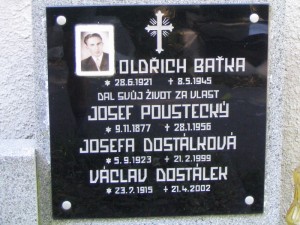 OLDŘICH BAŤKA
* 28.6.1921 † 8.5.1945
DAL SVŮJ ŽIVOT ZA VLAST
JOSEF POUSTECKÝ
* 9.11.1877 † 28.1.1956
JOSEFA DOSTÁLKOVÁ
* 5.9.1923 † 21.2.1999
VÁCLAV DOSTÁLEK
* 23.7.1915 † 21.4.2002